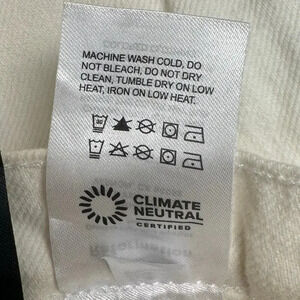 MACHINE WASH COLD, DO
NOT BLEACH, DO NOT DRY
CLEAN, TUMBLE DRY ON LOW
HEAT, IRON ON LOW HEAT.
CLIMATE
NEUTRAL
CERTIFIED